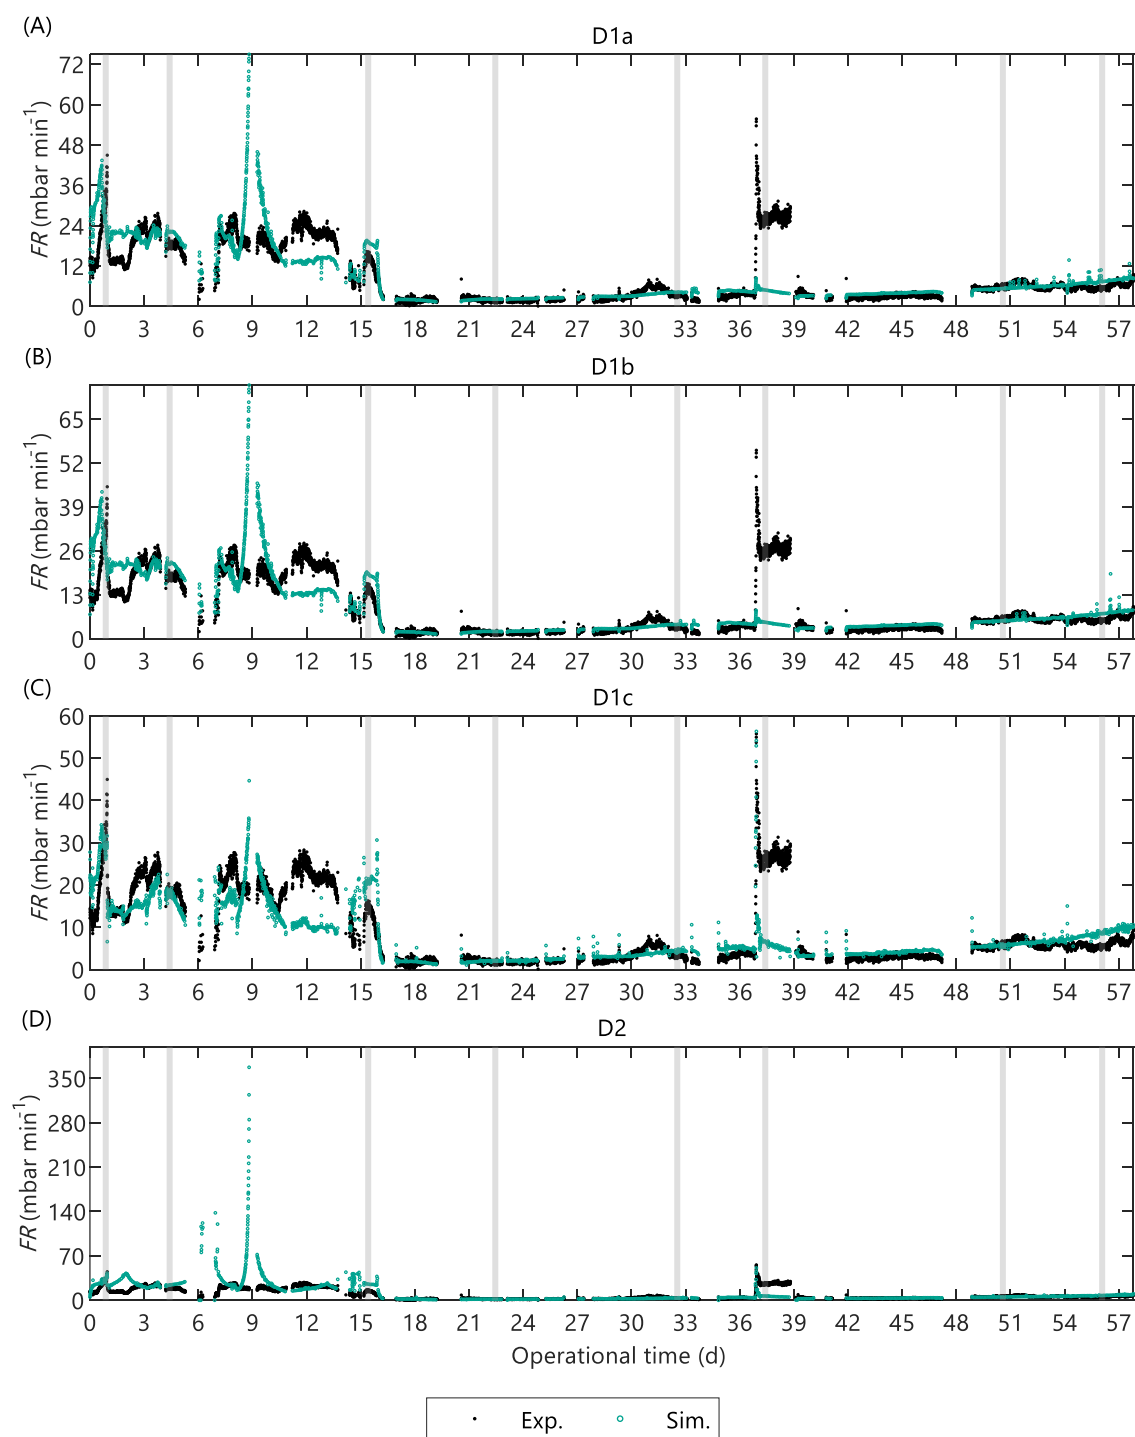 (A)
D1a
FR (mbar min-1)
72
60
48
36
24
12
0
0 3 6 9 12 15 18 21 24 27 30 33 36 39 42 45 48 51 54 57
(B)
D1b
FR (mbar min-1)
65
52
39
26
13
0
0 3 6 9 12 15 18 21 24 27 30 33 36 39 42 45 48 51 54 57
(C)
D1c
FR (mbar min-1)
60
50
40
30
20
10
0
0 3 6 9 12 15 18 21 24 27 30 33 36 39 42 45 48 51 54 57
(D)
D2
FR (mbar min-1)
350
280
210
140
70
0
0 3 6 9 12 15 18 21 24 27 30 33 36 39 42 45 48 51 54 57
Operational time (d)
Exp. Sim.